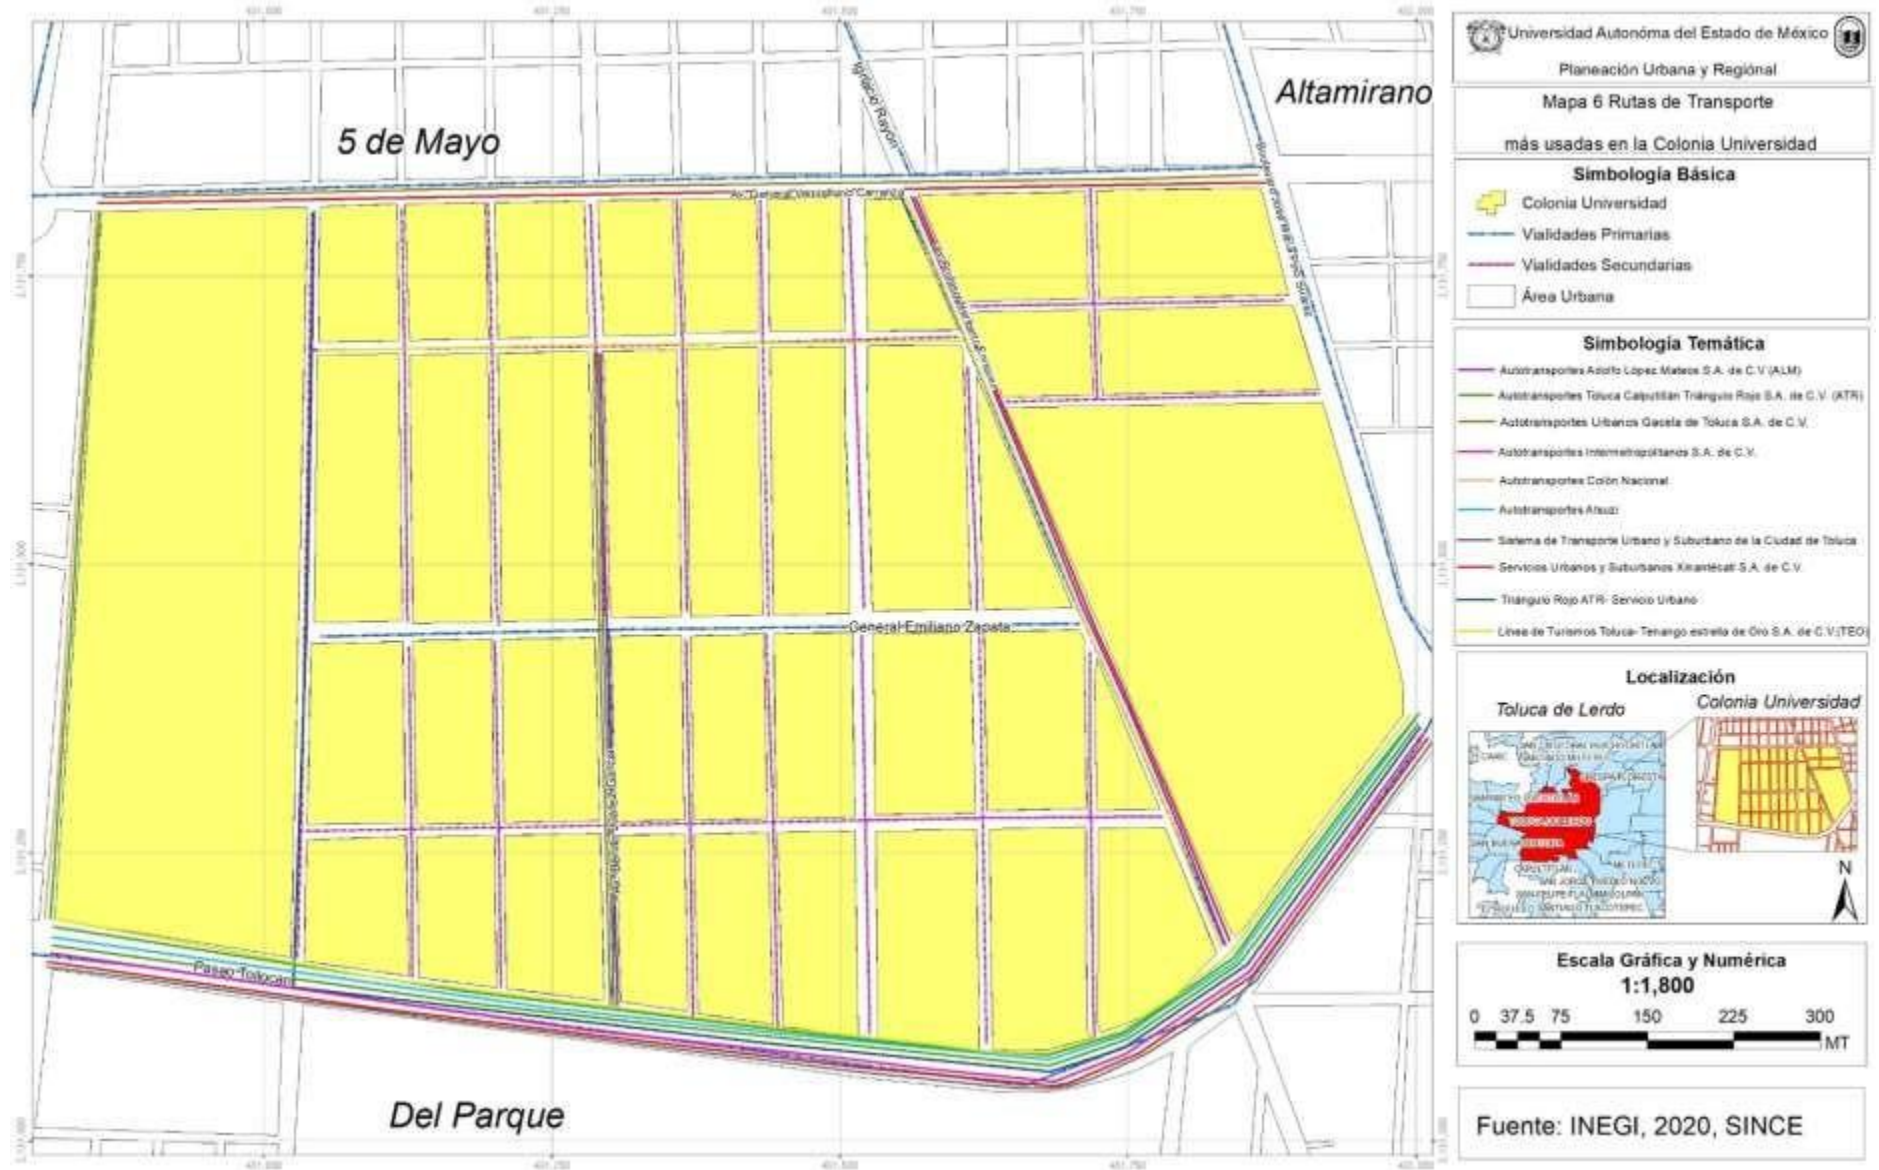 5 de Mayo
Altamirano
Ignacio Rayón
General Emiliano Zapata
Paseo Tollocan
Del Parque
Universidad Autonóma del Estado de México
Planeación Urbana y Regiónal
Mapa 6 Rutas de Transporte
más usadas en la Colonia Universidad
Simbología Básica
Colonia Universidad
Vialidades Primarias
Vialidades Secundarias
Área Urbana
Simbología Temática
Autotransportes Adolfo López Mateos S.A. de C.V (ALM)
Autotransportes Toluca Calputitlán Triángulo Rojo S.A. de C.V. (ATR)
Autotransportes Urbanos Gacela de Toluca S.A. de C.V.
Autotransportes Intermetropolitanos S.A. de C.V.
Autotransportes Colón Nacional
Autotransportes
Sistema de Transporte Urbano y Suburbano de la Ciudad de Toluca
Servicios Urbanos y Suburbanos Xinantécatl S.A. de C.V.
Triángulo Rojo ATR- Servicio Urbano
Línea de Turismos Toluca- Tenango estrella de Oro S.A. de C.V.(TEO)
Localización
Toluca de Lerdo
Colonia Universidad
N
Escala Gráfica y Numérica
1:1,800
0 37.5 75 150 225 300
MT
Fuente: INEGI, 2020, SINCE